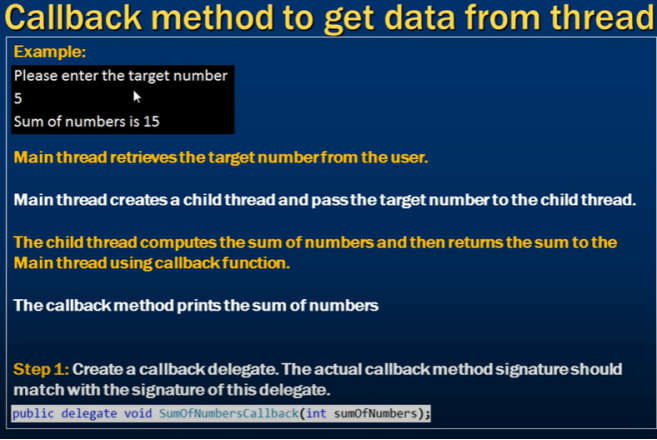 Callback method to get data from thread
Example:
Please enter the target number
5
Sum of numbers is 15
Main thread retrieves the target number from the user.
Main thread creates a child thread and pass the target number to the child thread.
The child thread computes the sum of numbers and then returns the sum to the
Main thread using callback function.
The callback method prints the sum of numbers
Step 1: Create a callback delegate. The actual callback method signature should
match with the signature of this delegate.
public delegate void SumOfNumbersCallback(int sumOfNumbers);